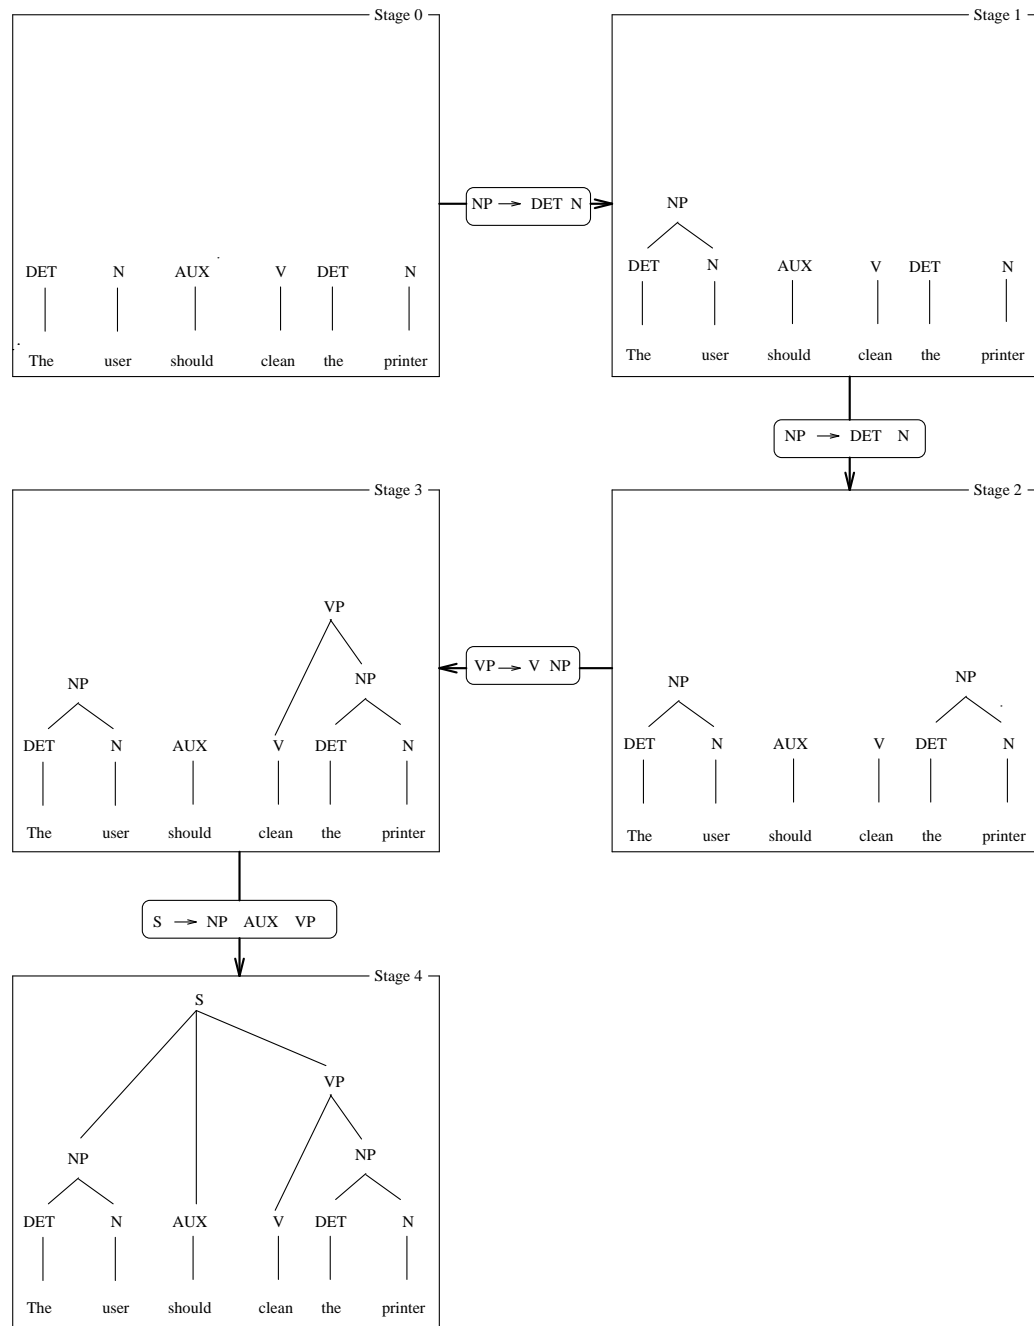 Stage 0
DET N AUX V DET N
The user should clean the printer
NP → DET N
Stage 1
NP
DET N AUX V DET N
The user should clean the printer
NP → DET N
Stage 2
NP NP
DET N AUX V DET N
The user should clean the printer
VP → V NP
Stage 3
VP
NP NP
DET N AUX V DET N
The user should clean the printer
S → NP AUX VP
Stage 4
S
VP
NP NP
DET N AUX V DET N
The user should clean the printer